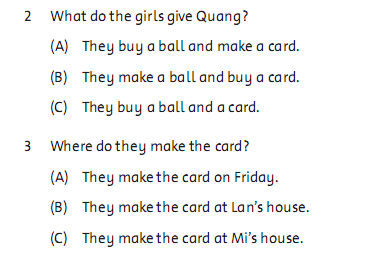 2 What do the girls give Quang?
(A) They buy a ball and make a card.
(B) They make a ball and buy a card.
(C) They buy a ball and a card.
3 Where do they make the card?
(A) They make the card on Friday.
(B) They make the card at Lan's house.
(C) They make the card at Mi's house.